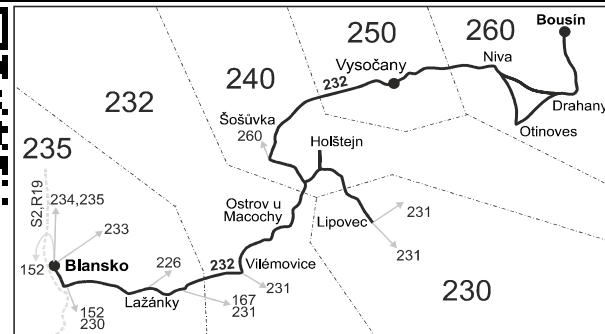 Bousín
260
250
Niva
Vysočany
240
232
232
Drahany
Šošůvka
260
Otinoves
Holštejn
235
S2,R19
234,235
Ostrov u
Macochy
Lipovec
231
233
231
152
Blansko
226
232
Vilémovice
230
231
Lažánky
167
231
152
230